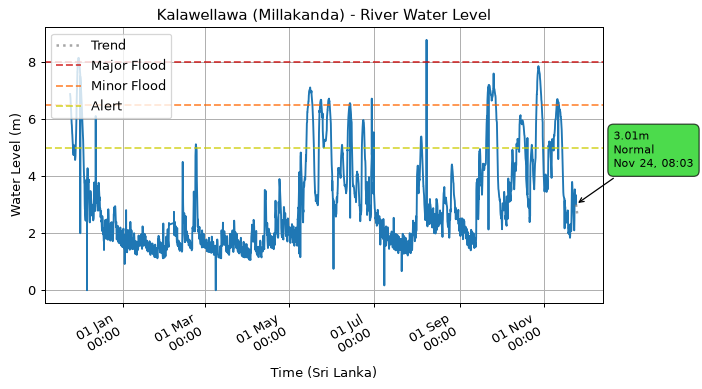 Kalawellawa (Millakanda) - River Water Level
Trend
Major Flood
Minor Flood
Alert
8
6
4
2
0
Water Level (m)
3.01m
Normal
Nov 24, 08:03
01 Jan
00:00
01 Mar
00:00
01 May
00:00
01 Jul
00:00
01 Sep
00:00
01 Nov
00:00
Time (Sri Lanka)